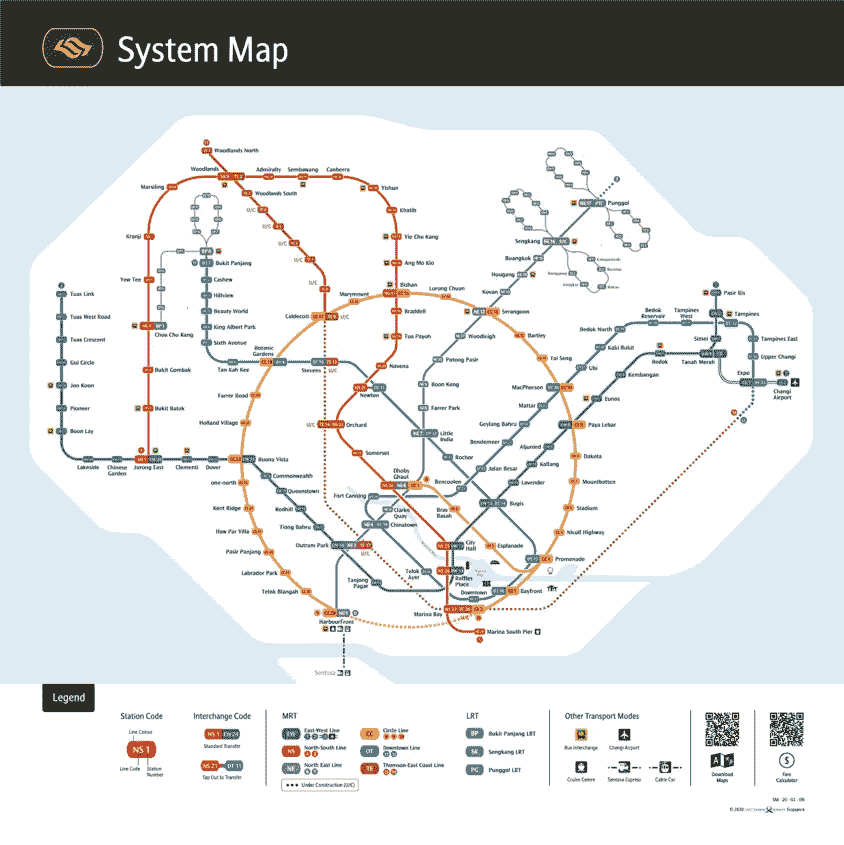 System Map
Woodlands North
Woodlands
Admiralty
Sembawang
Canberra
Marsiling
Woodlands South
Yishun
Khatib
Kranji
Yio Chu Kang
Bukit Panjang
Ang Mo Kio
Yew Tee
Cashew
Hillview
Beauty World
King Albert Park
Sixth Avenue
Choa Chu Kang
Bishan
Marymount
Lorong Chuan
Caldecott
Braddell
Toa Payoh
Novena
Newton
Botanic Gardens
Tan Kah Kee
Stevens
Punggol
Sengkang
Buangkok
Hougang
Kovan
Serangoon
Woodleigh
Potong Pasir
Boon Keng
Farrer Park
Little India
Rochor
Bartley
Tai Seng
MacPherson
Mattar
Geylang Bahru
Bendemeer
Jalan Besar
Bencoolen
Ubi
Kaki Bukit
Bedok North
Bedok Reservoir
Tampines West
Tampines
Pasir Ris
Simei
Tanah Merah
Tampines East
Upper Changi
Expo
Changi Airport
Bedok
Kembangan
Eunos
Paya Lebar
Aljunied
Kallang
Lavender
Bugis
Dakota
Mountbatten
Stadium
Nicoll Highway
Promenade
Esplanade
Bras Basah
Bayfront
Downtown
Tuas Link
Tuas West Road
Tuas Crescent
Gul Circle
Joo Koon
Pioneer
Boon Lay
Lakeside
Chinese Garden
Jurong East
Clementi
Dover
Buona Vista
Bukit Gombak
Bukit Batok
Farrer Road
Holland Village
Commonwealth
Queenstown
Redhill
Tiong Bahru
Outram Park
one-north
Kent Ridge
Haw Par Villa
Pasir Panjang
Labrador Park
Telok Blangah
HarbourFront
Sentosa
Orchard
Somerset
Dhoby Ghaut
Fort Canning
Clarke Quay
Chinatown
City Hall
Raffles Place
Telok Ayer
Tanjong Pagar
Marina Bay
Marina South Pier
Legend
Station Code
Line Colour
NS 1
Line Code
Station Number
Interchange Code
NS 1 EW 24
Standard Transfer
NS 21 DT 11
Tap Out to Transfer
MRT
East-West Line
NS North-South Line
NE North East Line
CC Circle Line
DT Downtown Line
TE Thomson-East Coast Line
Under Construction (U/C)
LRT
BP Bukit Panjang LRT
SK Sengkang LRT
PG Punggol LRT
Other Transport Modes
Bus Interchange
Changi Airport
Cruise Centre
Sentosa Express
Cable Car
Download Maps
Fare Calculator
© 2020 Land Transport Authority Singapore